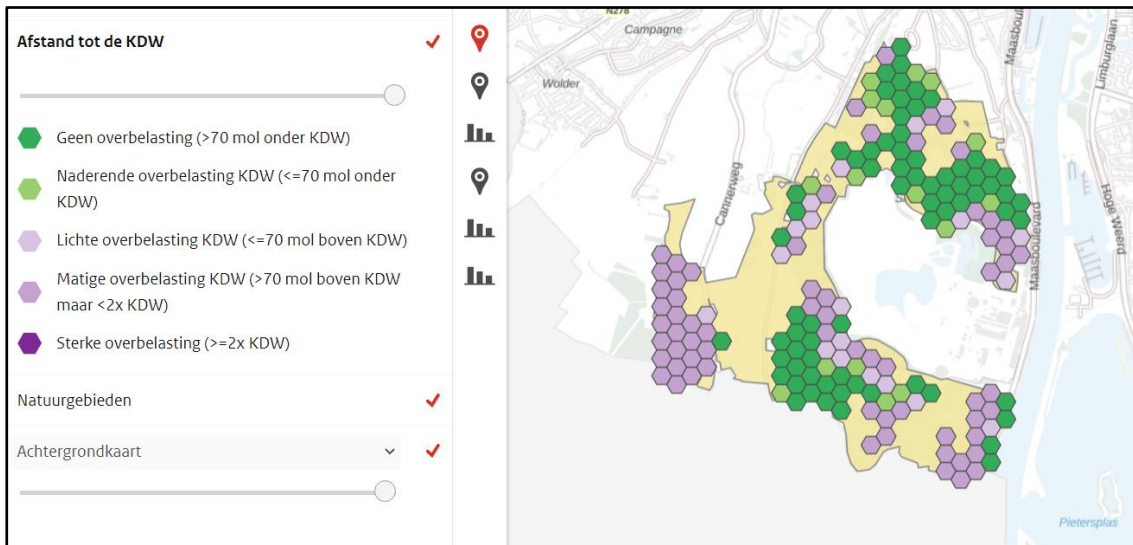 Afstand tot de KDW
Geen overbelasting (>70 mol onder KDW)
Naderende overbelasting KDW (<=70 mol onder
KDW)
Lichte overbelasting KDW (<=70 mol boven KDW)
Matige overbelasting KDW (>70 mol boven KDW
maar <2x KDW)
Sterke overbelasting (>=2x KDW)
Natuurgebieden
Achtergrondkaart
N278
Campagne
Wolder
Cannerweg
Maasboulevard
Limburglaan
Hoge Weerd
Pietersplas